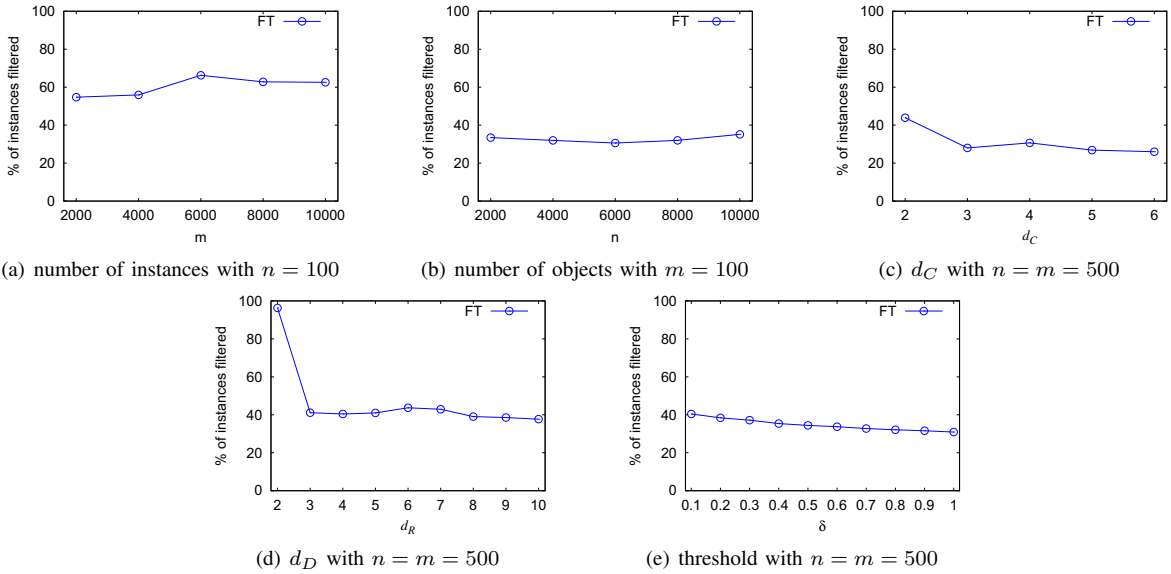 % of instances filtered
100
80
60
40
20
0
FT
2000 4000 6000 8000 10000
m
(a) number of instances with n = 100
% of instances filtered
100
80
60
40
20
0
FT
2000 4000 6000 8000 10000
n
(b) number of objects with m = 100
% of instances filtered
100
80
60
40
20
0
FT
2 3 4 5 6
d_C
(c) d_C with n = m = 500
% of instances filtered
100
80
60
40
20
0
FT
2 3 4 5 6 7 8 9 10
d_R
(d) d_D with n = m = 500
% of instances filtered
100
80
60
40
20
0
FT
0.1 0.2 0.3 0.4 0.5 0.6 0.7 0.8 0.9 1
δ
(e) threshold with n = m = 500